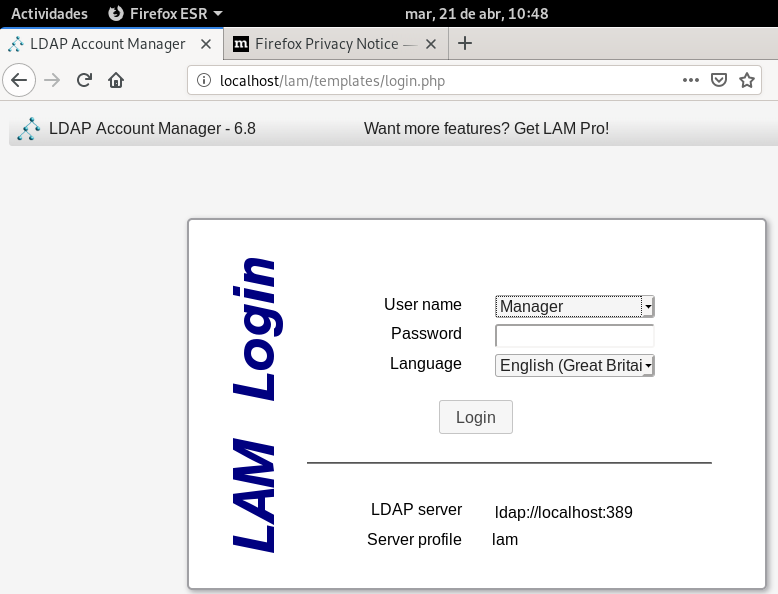 Actividades Firefox ESR mar, 21 de abr, 10:48
LDAP Account Manager Firefox Privacy Notice —
localhost/lam/templates/login.php
LDAP Account Manager - 6.8 Want more features? Get LAM Pro!
LAM Login
User name Manager
Password
Language English (Great Britai
Login
LDAP server ldap://localhost:389
Server profile lam